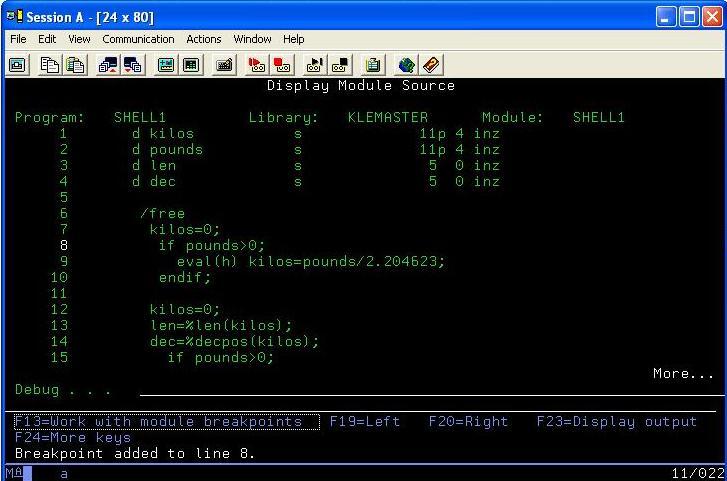 Session A - [24 x 80]
File Edit View Communication Actions Window Help
Display Module Source
Program: SHELL1 Library: KLEMASTER Module: SHELL1
1 d kilos s 11p 4 inz
2 d pounds s 11p 4 inz
3 d len s 5 0 inz
4 d dec s 5 0 inz
5
6 /free
7 kilos=0;
8 if pounds>0;
9 eval(h) kilos=pounds/2.204623;
10 endif;
11
12 kilos=0;
13 len=%len(kilos);
14 dec=%decpos(kilos);
15 if pounds>0;
More...
Debug . . .
F13=Work with module breakpoints F19=Left F20=Right F23=Display output
F24=More keys
Breakpoint added to line 8.
MA a 11/022